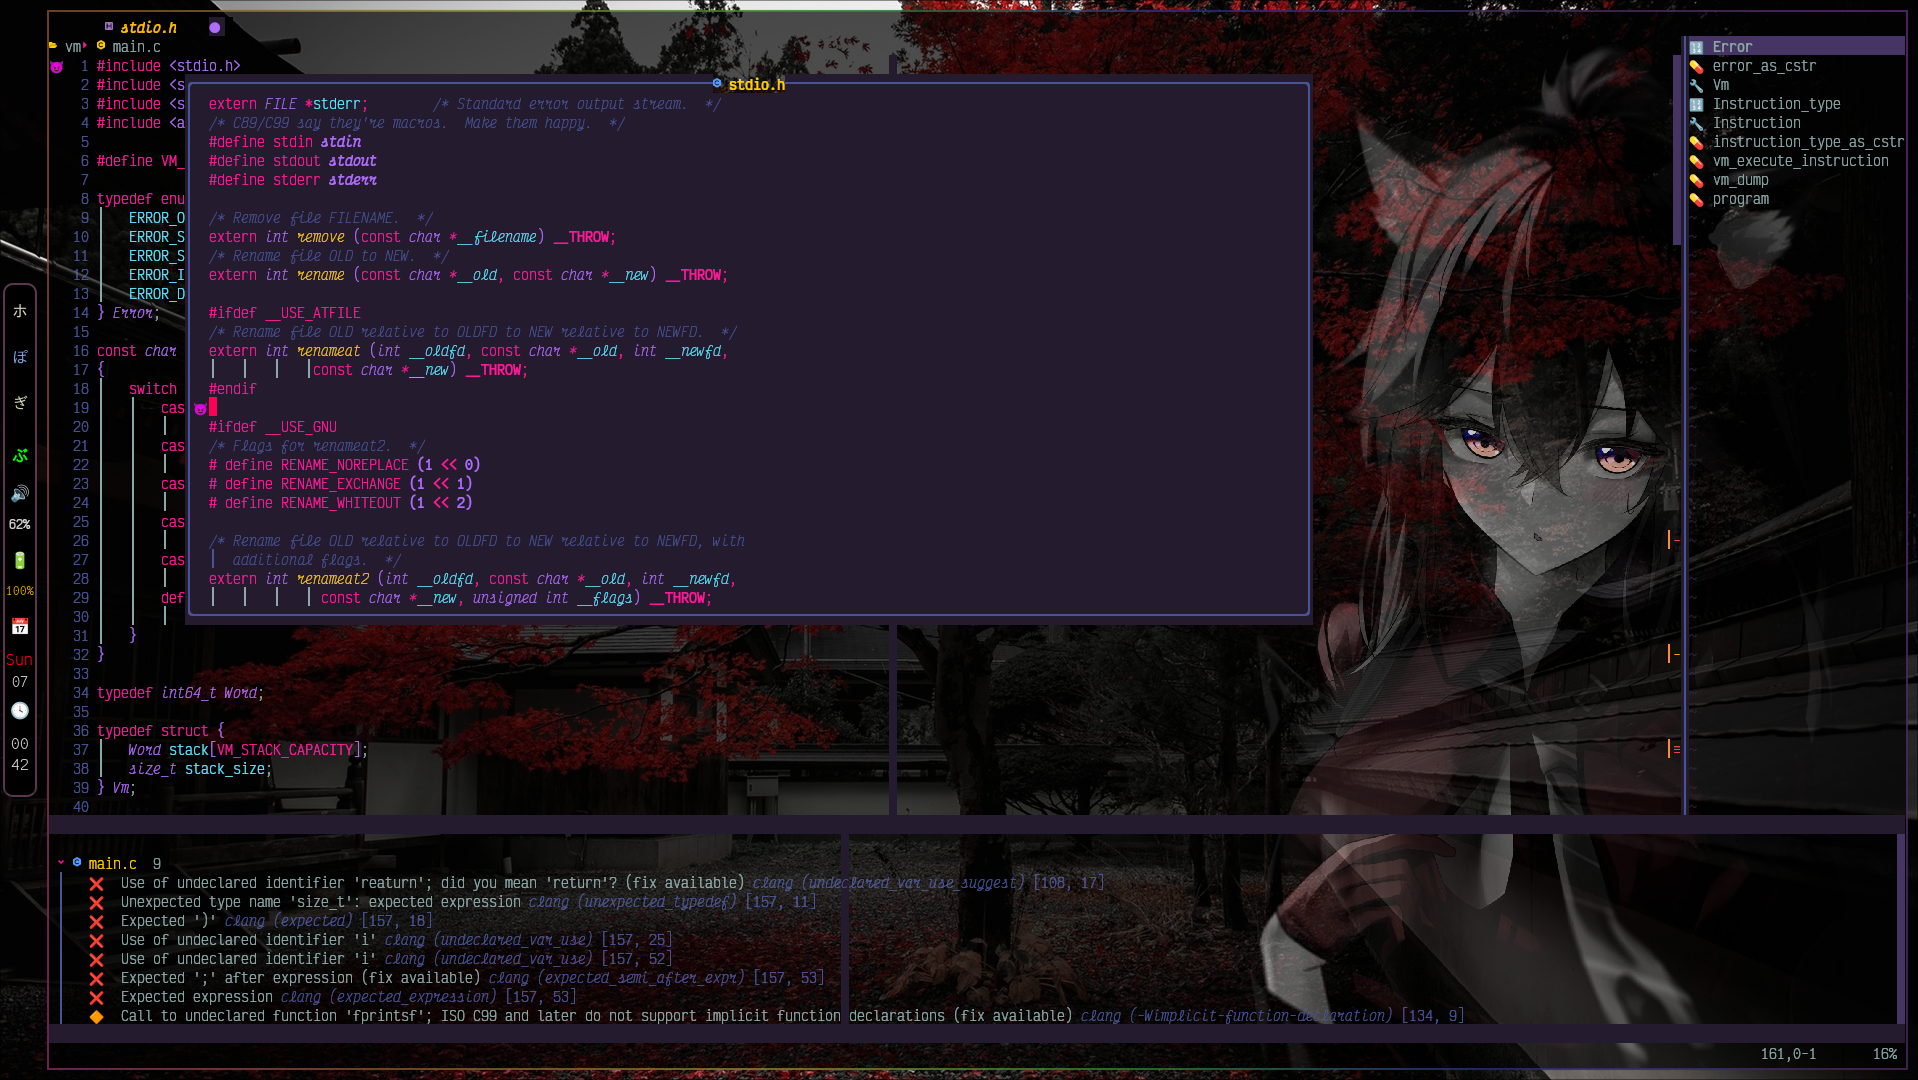 stdio.h
vm main.c
1 #include <stdio.h>
2 #include <s
3 #include <s
4 #include <a
5
6 #define VM_
7
8 typedef enu
9 ERROR_O
10 ERROR_S
11 ERROR_S
12 ERROR_I
13 ERROR_D
14 } Error;
15
16 const char
17 {
18 switch
19 cas
20
21 cas
22
23 cas
24
25 cas
26
27 cas
28
29 def
30
31 }
32 }
33
34 typedef int64_t Word;
35
36 typedef struct {
37 Word stack[VM_STACK_CAPACITY];
38 size_t stack_size;
39 } Vm;
40
stdio.h
extern FILE *stderr; /* Standard error output stream. */
/* C89/C99 say they're macros. Make them happy. */
#define stdin stdin
#define stdout stdout
#define stderr stderr
/* Remove file FILENAME. */
extern int remove (const char *__filename) __THROW;
/* Rename file OLD to NEW. */
extern int rename (const char *__old, const char *__new) __THROW;
#ifdef __USE_ATFILE
/* Rename file OLD relative to OLDFD to NEW relative to NEWFD. */
extern int renameat (int __oldfd, const char *__old, int __newfd,
const char *__new) __THROW;
#endif
#ifdef __USE_GNU
/* Flags for renameat2. */
# define RENAME_NOREPLACE (1 << 0)
# define RENAME_EXCHANGE (1 << 1)
# define RENAME_WHITEOUT (1 << 2)
/* Rename file OLD relative to OLDFD to NEW relative to NEWFD, with
additional flags. */
extern int renameat2 (int __oldfd, const char *__old, int __newfd,
const char *__new, unsigned int __flags) __THROW;
Error
error_as_cstr
Vm
Instruction_type
Instruction
instruction_type_as_cstr
vm_execute_instruction
vm_dump
program
ホ
ぽ
ぎ
ぷ
62%
100%
Sun
07
00
42
main.c 9
Use of undeclared identifier 'reaturn'; did you mean 'return'? (fix available) clang (undeclared_var_use_suggest) [108, 17]
Unexpected type name 'size_t': expected expression clang (unexpected_typedef) [157, 11]
Expected ')' clang (expected) [157, 18]
Use of undeclared identifier 'i' clang (undeclared_var_use) [157, 25]
Use of undeclared identifier 'i' clang (undeclared_var_use) [157, 52]
Expected ';' after expression (fix available) clang (expected_semi_after_expr) [157, 53]
Expected expression clang (expected_expression) [157, 53]
Call to undeclared function 'fprintsf'; ISO C99 and later do not support implicit function declarations (fix available) clang (-Wimplicit-function-declaration) [134, 9]
161,0-1 16%